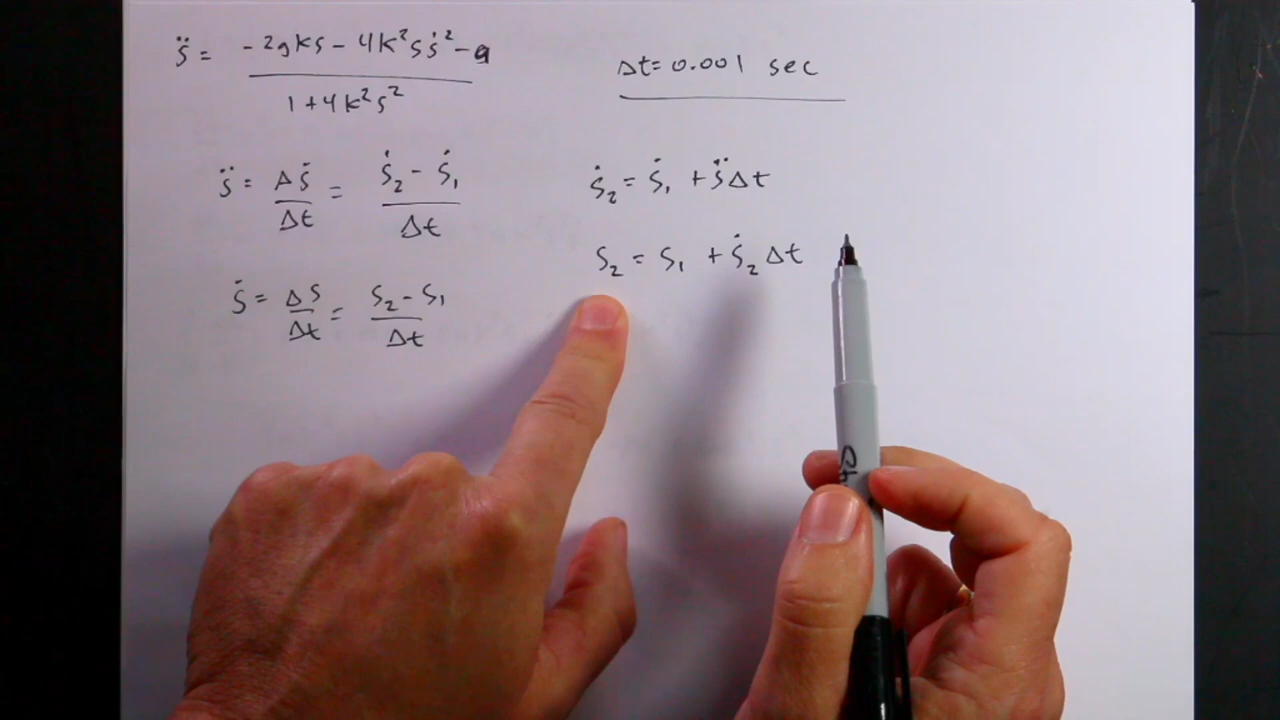 s̈ = (-2gks - 4k²sṡ² - a) / (1 + 4k²s²)
Δt = 0.001 sec
s̈ = Δṡ/Δt = (ṡ₂ - ṡ₁)/Δt
ṡ₂ = ṡ₁ + s̈Δt
ṡ = Δs/Δt = (s₂ - s₁)/Δt
s₂ = s₁ + ṡ₂Δt